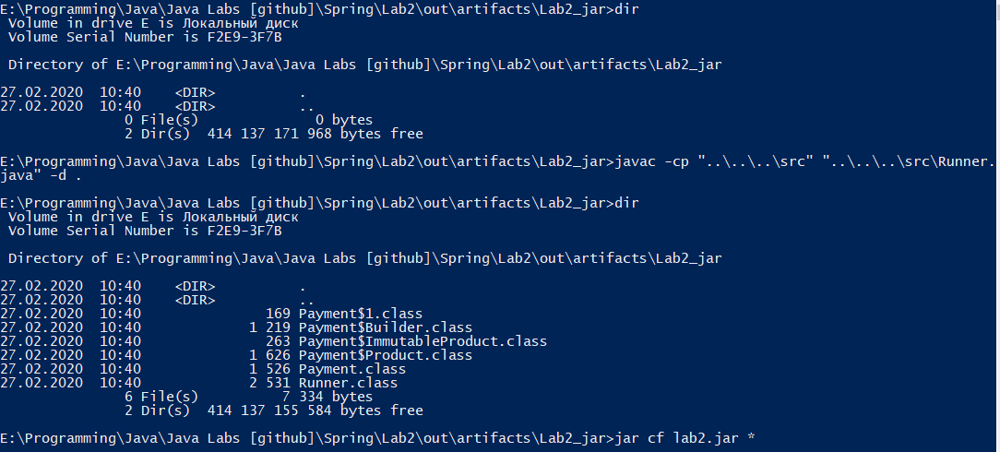 E:\Programming\Java\Java Labs [github]\Spring\Lab2\out\artifacts\Lab2_jar>dir
Volume in drive E is Локальный диск
Volume Serial Number is F2E9-3F7B
Directory of E:\Programming\Java\Java Labs [github]\Spring\Lab2\out\artifacts\Lab2_jar
27.02.2020 10:40 <DIR> .
27.02.2020 10:40 <DIR> ..
0 File(s) 0 bytes
2 Dir(s) 414 137 171 968 bytes free
E:\Programming\Java\Java Labs [github]\Spring\Lab2\out\artifacts\Lab2_jar>javac -cp "..\..\..\src" "..\..\..\src\Runner.
java" -d .
E:\Programming\Java\Java Labs [github]\Spring\Lab2\out\artifacts\Lab2_jar>dir
Volume in drive E is Локальный диск
Volume Serial Number is F2E9-3F7B
Directory of E:\Programming\Java\Java Labs [github]\Spring\Lab2\out\artifacts\Lab2_jar
27.02.2020 10:40 <DIR> .
27.02.2020 10:40 <DIR> ..
27.02.2020 10:40 169 Payment$1.class
27.02.2020 10:40 1 219 Payment$Builder.class
27.02.2020 10:40 263 Payment$ImmutableProduct.class
27.02.2020 10:40 1 626 Payment$Product.class
27.02.2020 10:40 1 526 Payment.class
27.02.2020 10:40 2 531 Runner.class
6 File(s) 7 334 bytes
2 Dir(s) 414 137 155 584 bytes free
E:\Programming\Java\Java Labs [github]\Spring\Lab2\out\artifacts\Lab2_jar>jar cf lab2.jar *